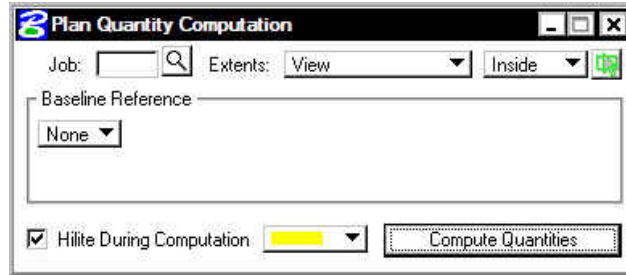 Plan Quantity Computation
Job: Extents: View Inside
Baseline Reference
None
Hilite During Computation Compute Quantities